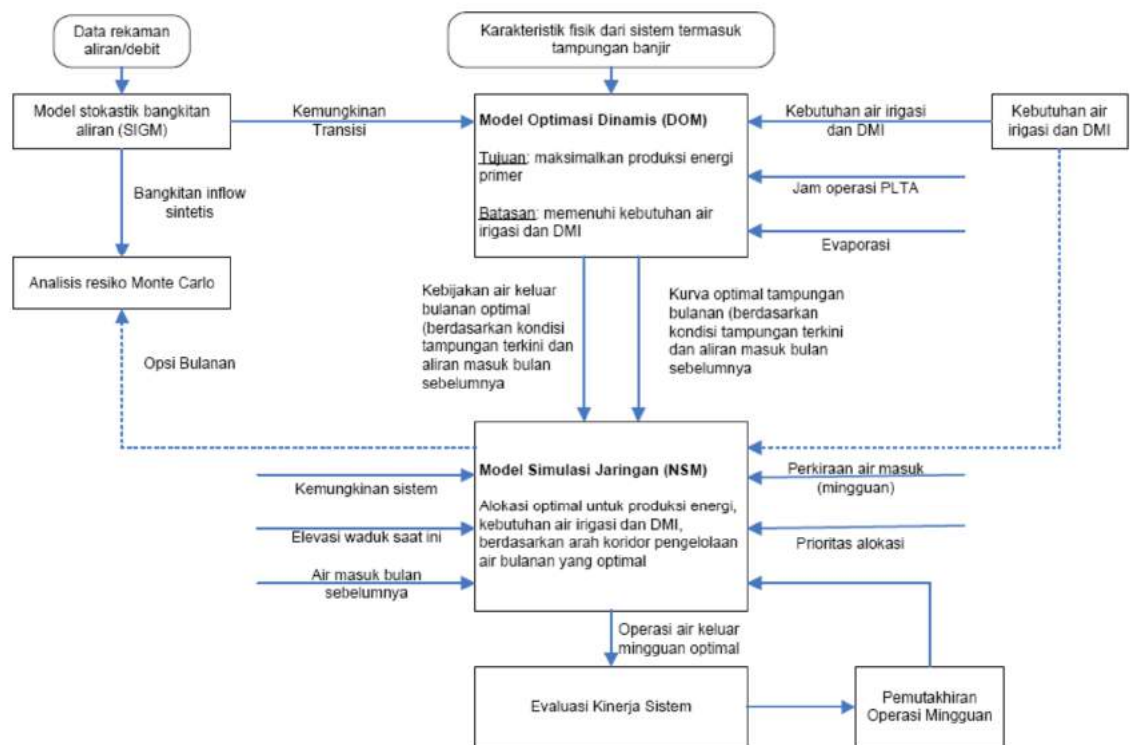 Data rekaman
aliran/debit
Karakteristik fisik dari sistem termasuk
tampungan banjir
Model stokastik bangkitan
aliran (SIGM)
Kemungkinan
Transisi
Model Optimasi Dinamis (DOM)
Tujuan: maksimalkan produksi energi
primer
Batasan: memenuhi kebutuhan air
irigasi dan DMI
Kebutuhan air irigasi
dan DMI
Kebutuhan air
irigasi dan DMI
Jam operasi PLTA
Evaporasi
Bangkitan inflow
sintetis
Analisis resiko Monte Carlo
Kebijakan air keluar
bulanan optimal
(berdasarkan kondisi
tampungan terkini dan
aliran masuk bulan
sebelumnya
Kurva optimal tampungan
bulanan (berdasarkan
kondisi tampungan terkini
dan aliran masuk bulan
sebelumnya
Opsi Bulanan
Model Simulasi Jaringan (NSM)
Alokasi optimal untuk produksi energi,
kebutuhan air irigasi dan DMI,
berdasarkan arah koridor pengelolaan
air bulanan yang optimal
Kemungkinan sistem
Elevasi waduk saat ini
Air masuk bulan
sebelumnya
Perkiraan air masuk
(mingguan)
Prioritas alokasi
Operasi air keluar
mingguan optimal
Evaluasi Kinerja Sistem
Pemutakhiran
Operasi Mingguan